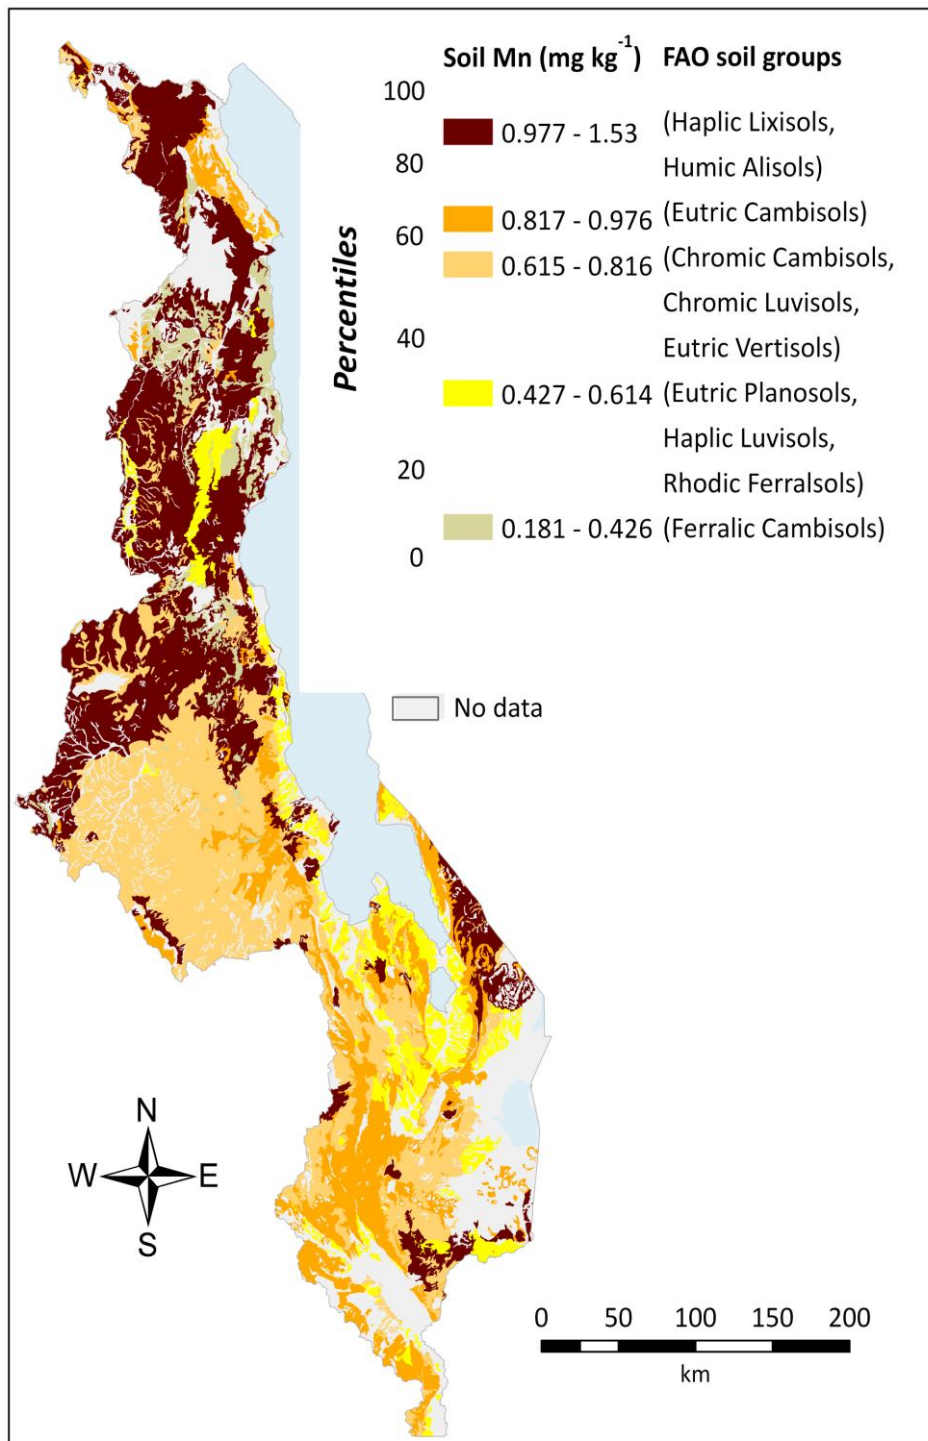 Soil Mn (mg kg-1) FAO soil groups
100
0.977 - 1.53 (Haplic Lixisols,
80
Humic Alisols)
0.817 - 0.976 (Eutric Cambisols)
60
0.615 - 0.816 (Chromic Cambisols,
Chromic Luvisols,
40
Eutric Vertisols)
Percentiles
0.427 - 0.614 (Eutric Planosols,
Haplic Luvisols,
20
Rhodic Ferralsols)
0.181 - 0.426 (Ferralic Cambisols)
0
No data
N
W E
S
0 50 100 150 200
km